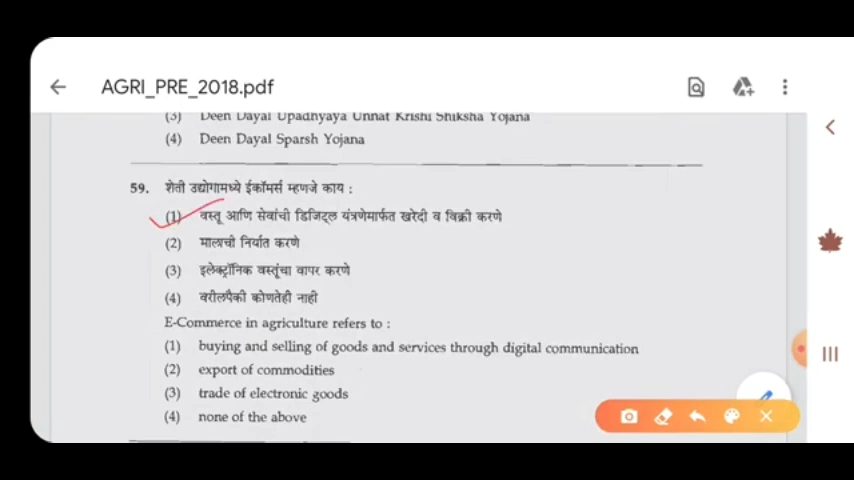 AGRI_PRE_2018.pdf
(3) Deen Dayal Upadhyaya Unnat Krishi Shiksha Yojana
(4) Deen Dayal Sparsh Yojana
59. शेती उद्योगामध्ये ईकॉमर्स म्हणजे काय :
(1) वस्तू आणि सेवांची डिजिट्ल यंत्रणेमार्फत खरेदी व विक्री करणे
(2) मालाची निर्यात करणे
(3) इलेक्ट्रॉनिक वस्तूंचा वापर करणे
(4) वरीलपैकी कोणतेही नाही
E-Commerce in agriculture refers to :
(1) buying and selling of goods and services through digital communication
(2) export of commodities
(3) trade of electronic goods
(4) none of the above